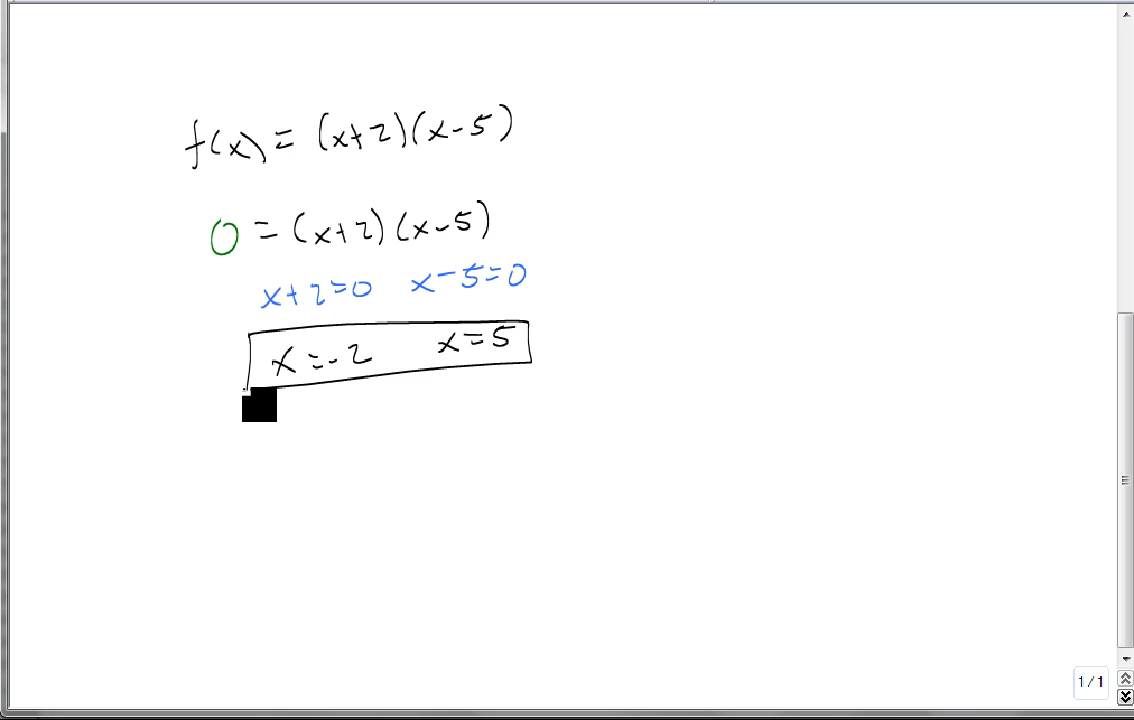 f(x) = (x+2)(x-5)
0 = (x+2)(x-5)
x+2=0 x-5=0
x=-2 x=5
1/1